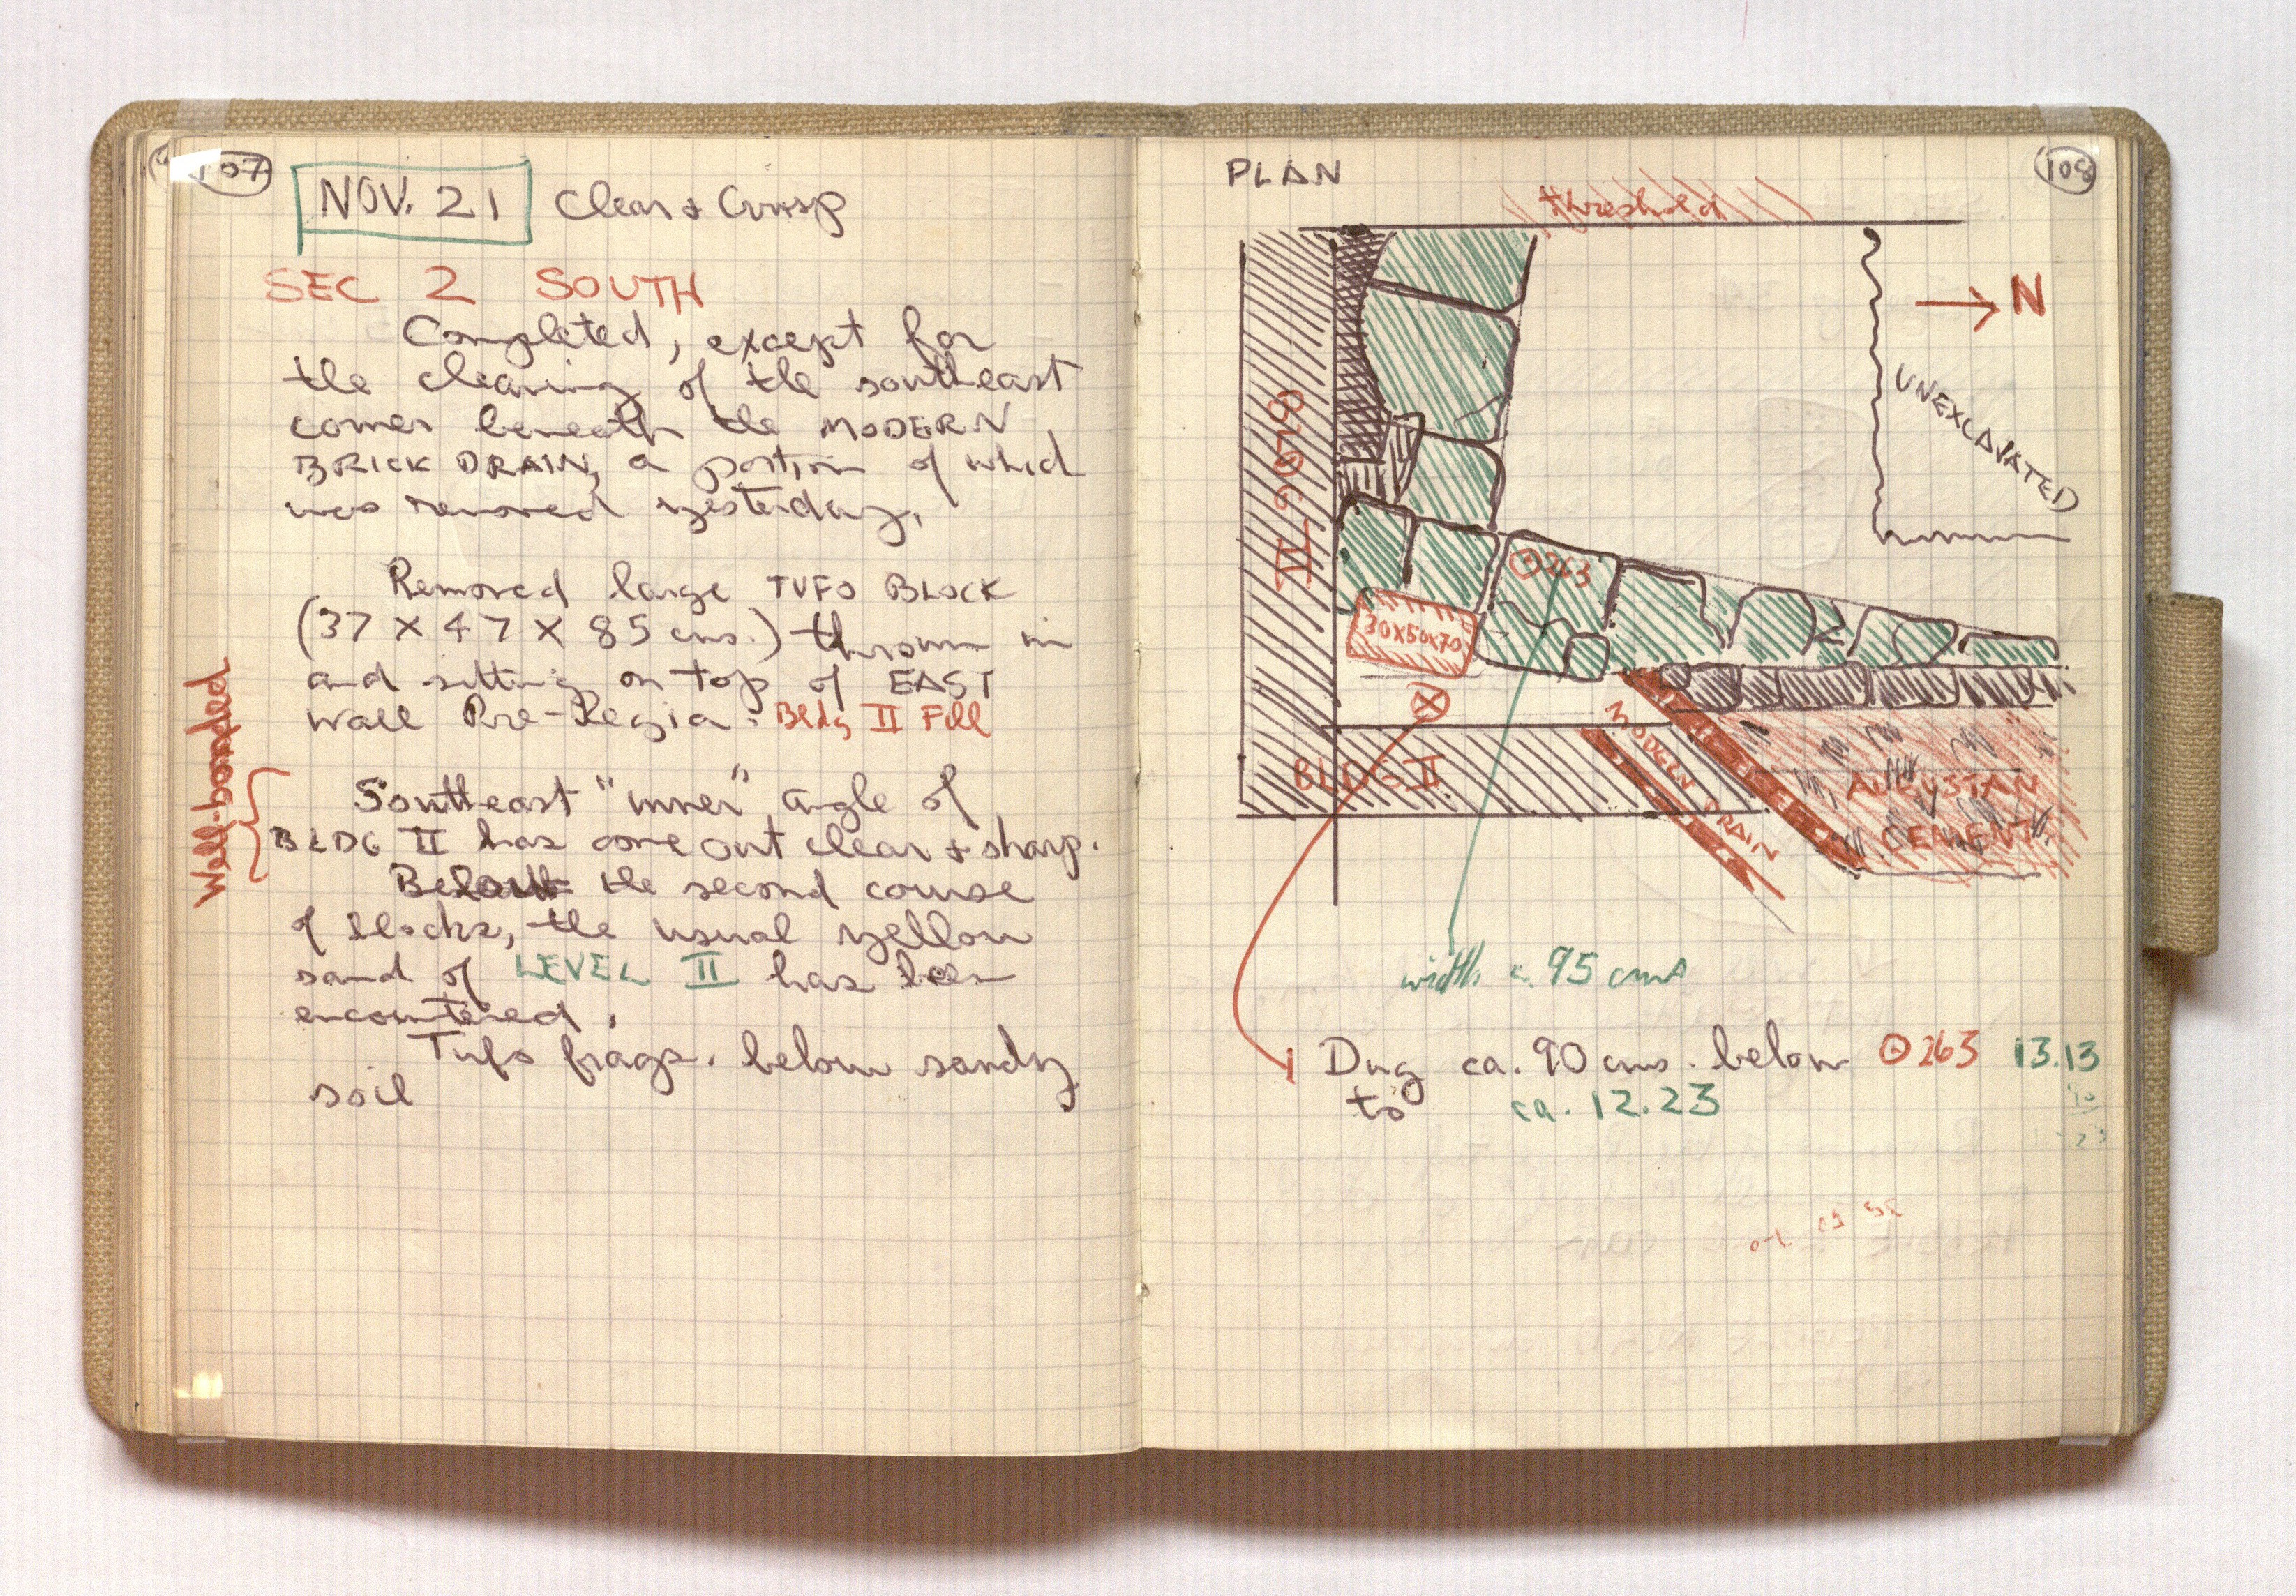 107
NOV. 21 Clear & Crisp
SEC 2 SOUTH
Completed, except for
the clearing of the southeast
corner beneath the MODERN
BRICK DRAIN, a portion of which
was removed yesterday.
Removed large TUFO BLOCK
(37 X 47 X 85 cms.) thrown in
and sitting on top of EAST
wall Pre-Regia. Bldg II Fill
Well-bonded
Southeast "inner" angle of
BLDG II has come out clear & sharp.
Below the second course
of blocks, the usual yellow
sand of LEVEL II has been
encountered.
Tufo frags. below sandy
soil
108
PLAN
threshold
N
UNEXCAVATED
BLDG II
263
30X50X70
BLDG II
MODERN DRAIN
AUGUSTAN
CEMENT
width c. 95 cms
Dug ca. 90 cms. below 263 13.13
to ca. 12.23